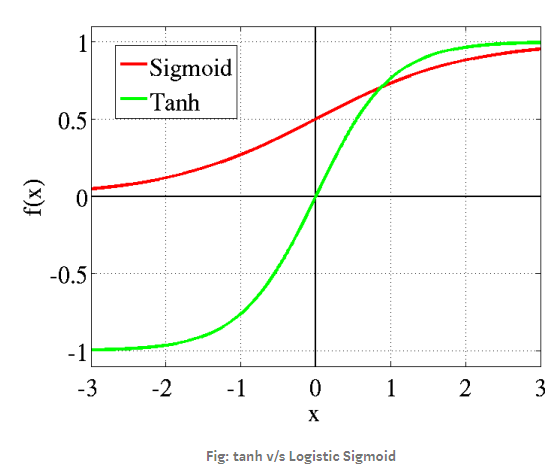 1
Sigmoid
Tanh
0.5
f(x)
0
-0.5
-1
-3 -2 -1 0 1 2 3
x
Fig: tanh v/s Logistic Sigmoid